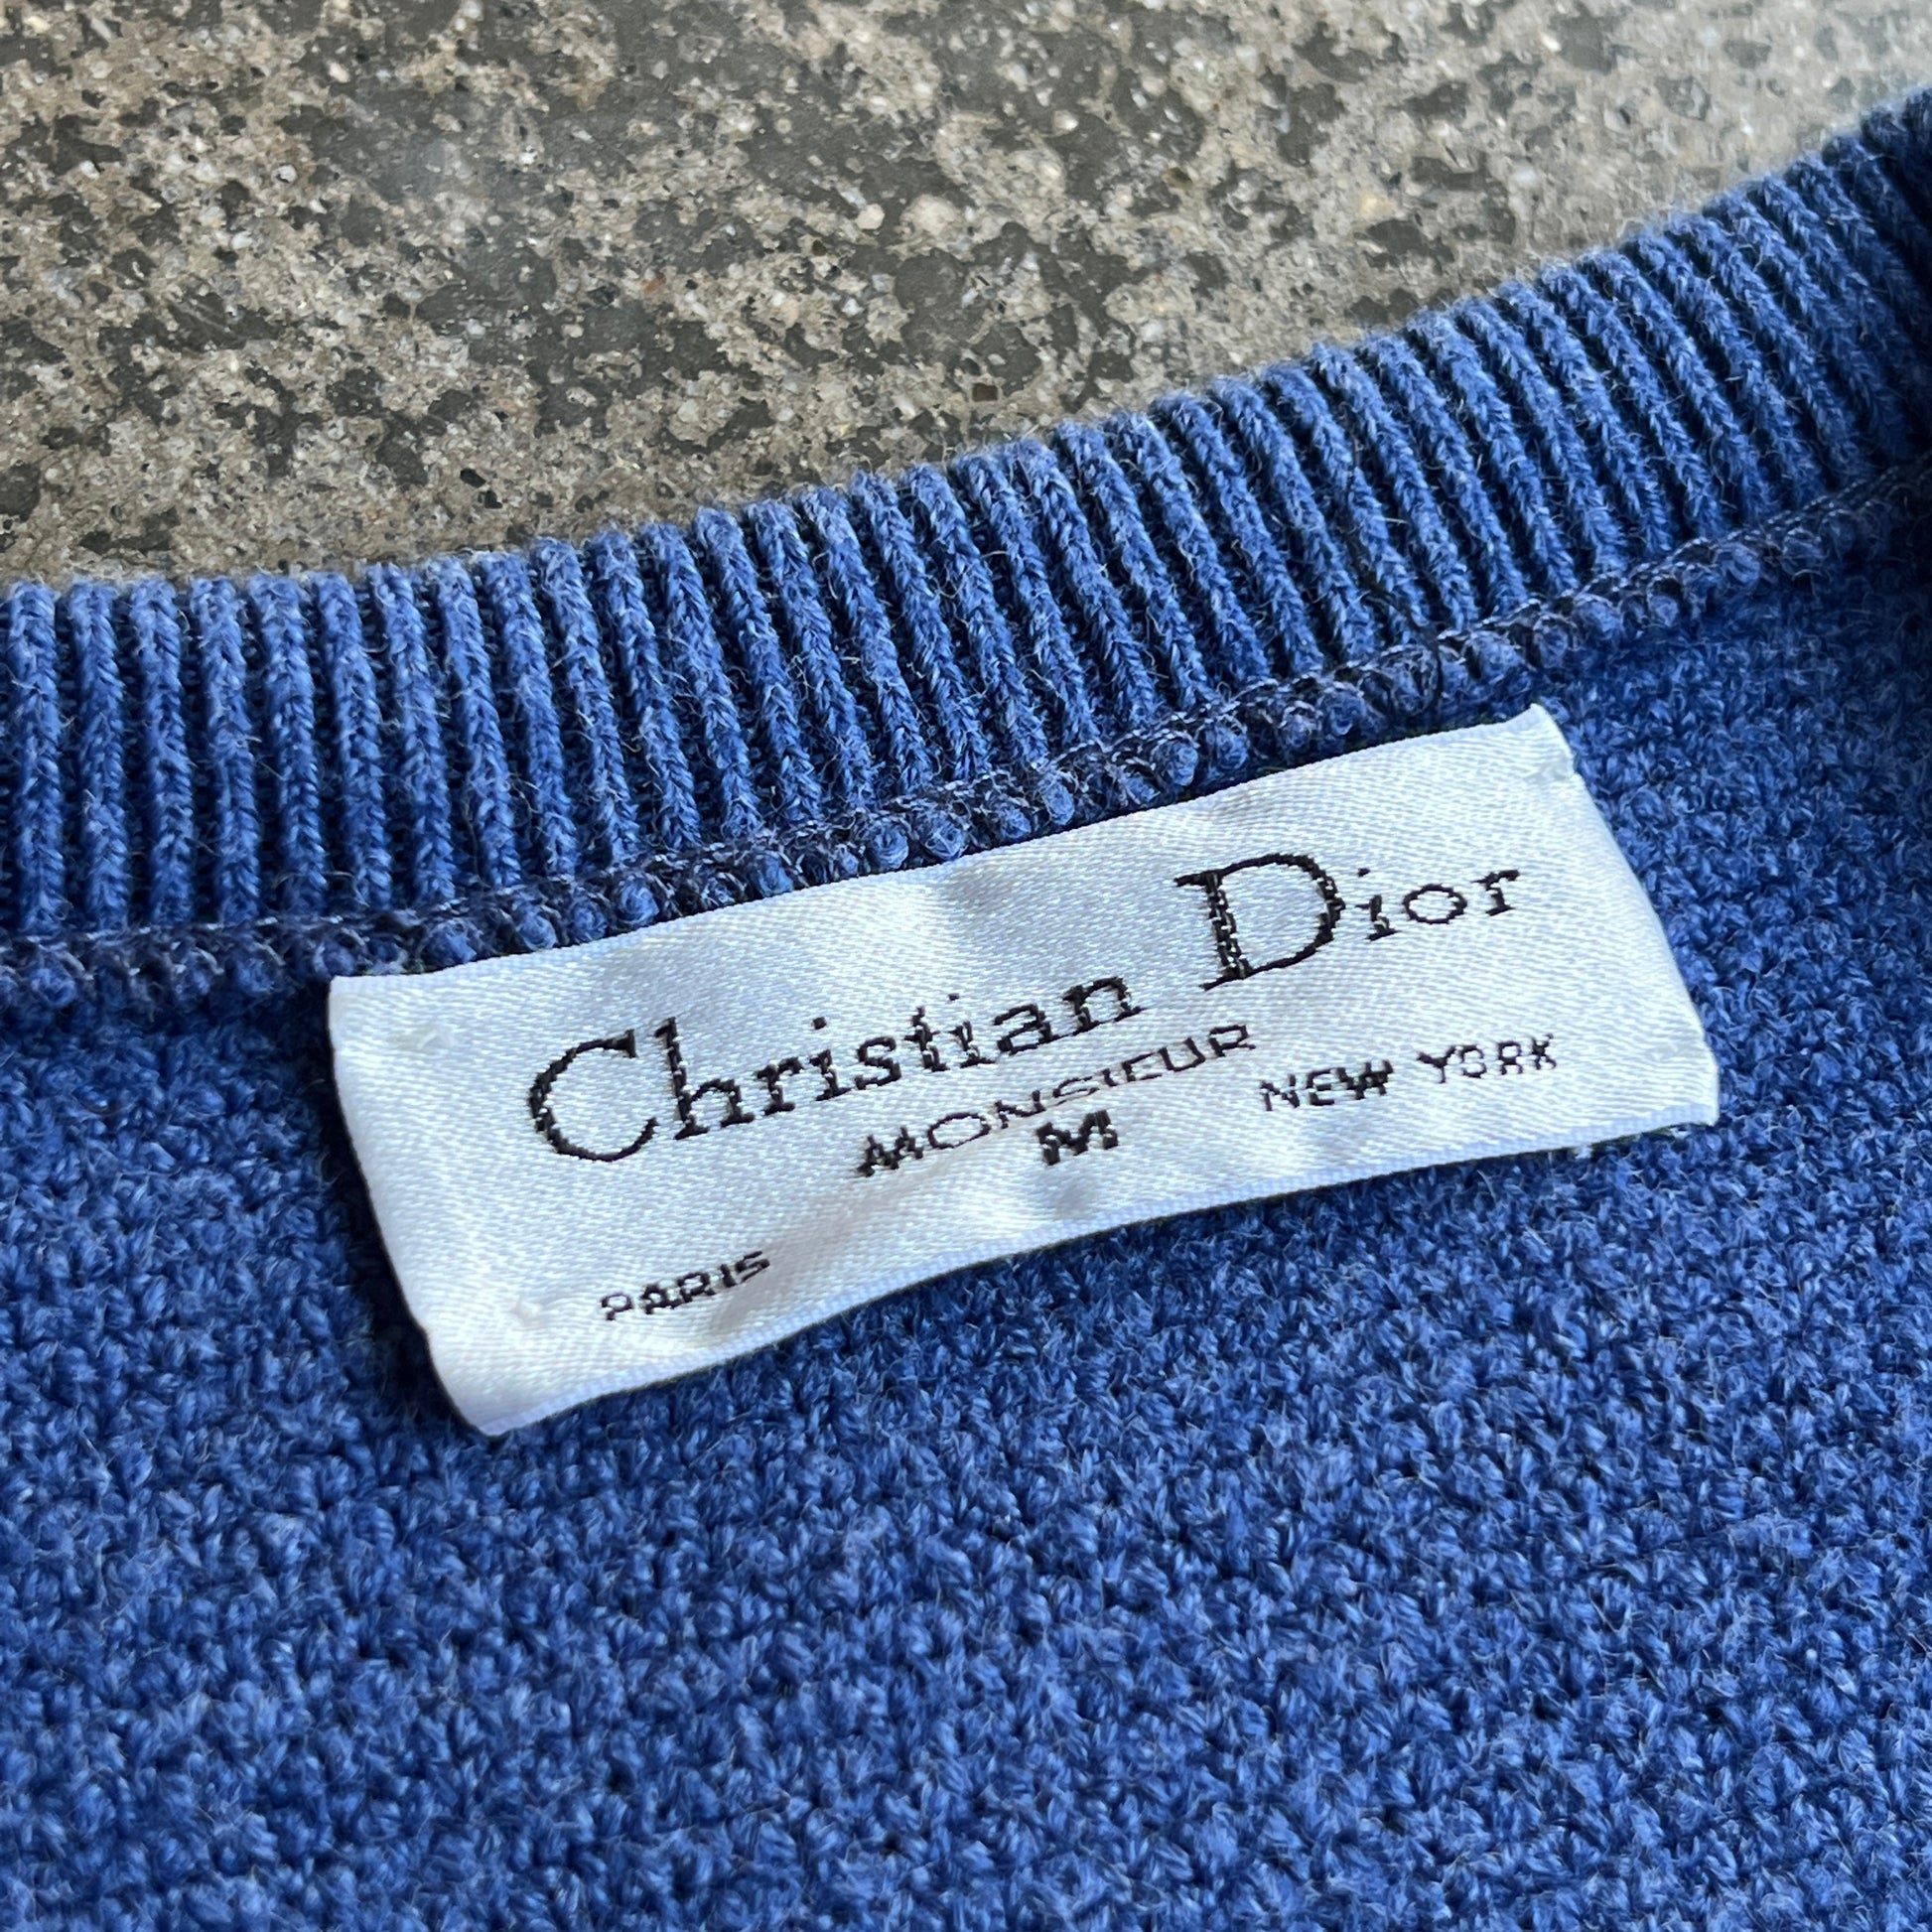 Christian Dior
MONSIEUR
M
PARIS NEW YORK